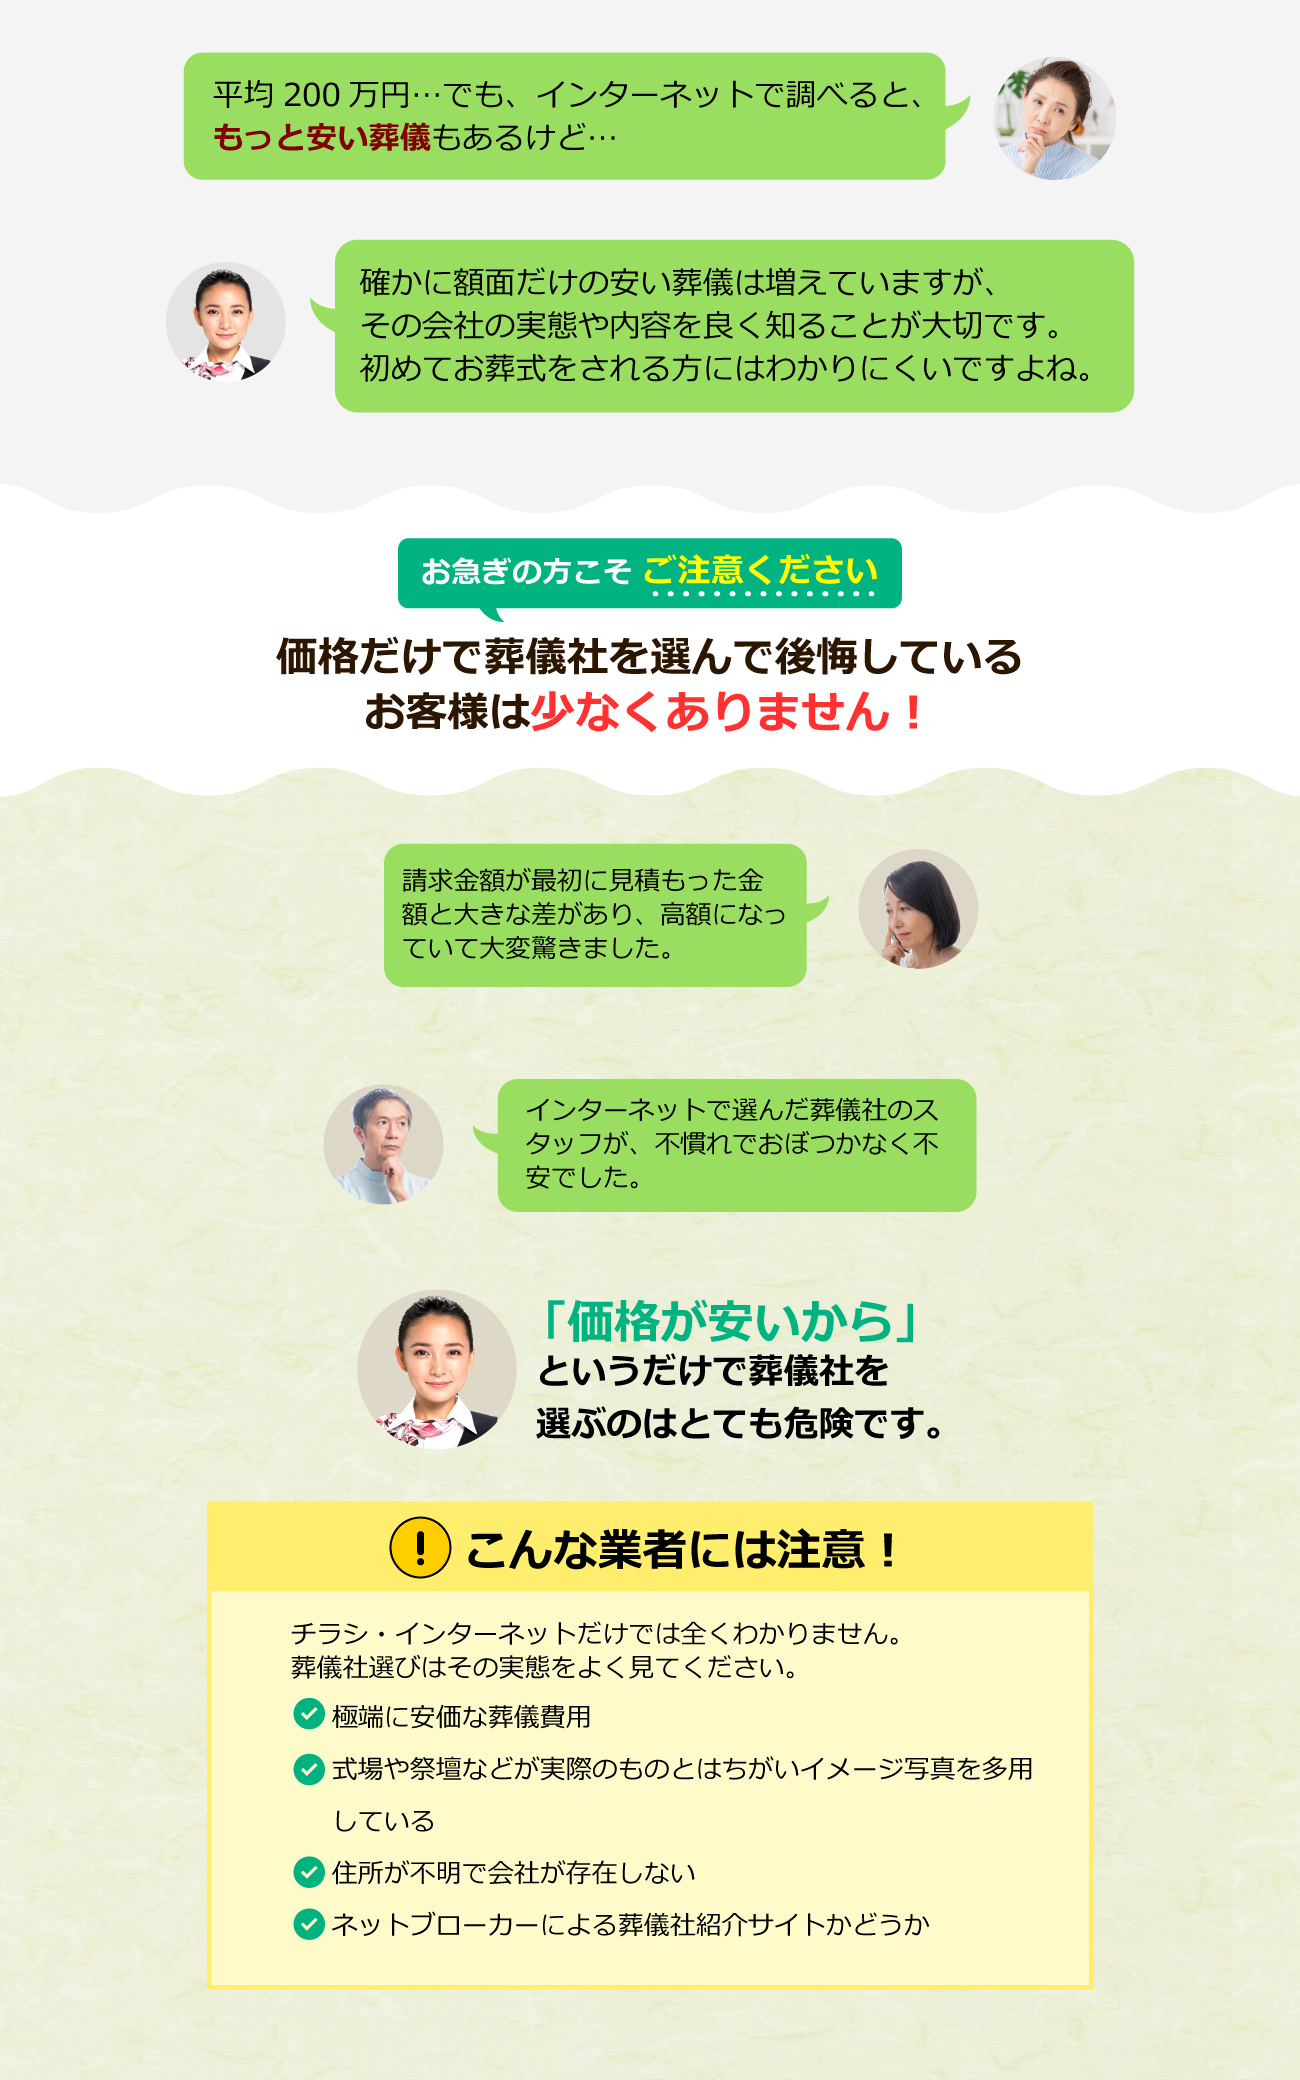 平均 200 万円…でも、インターネットで調べると、
もっと安い葬儀もあるけど…
確かに額面だけの安い葬儀は増えていますが、
その会社の実態や内容を良く知ることが大切です。
初めてお葬式をされる方にはわかりにくいですよね。
お急ぎの方こそ ご注意ください
価格だけで葬儀社を選んで後悔している
お客様は少なくありません！
請求金額が最初に見積もった金
額と大きな差があり、高額になっ
ていて大変驚きました。
インターネットで選んだ葬儀社のス
タッフが、不慣れでおぼつかなく不
安でした。
「価格が安いから」
というだけで葬儀社を
選ぶのはとても危険です。
! こんな業者には注意！
チラシ・インターネットだけでは全くわかりません。
葬儀社選びはその実態をよく見てください。
極端に安価な葬儀費用
式場や祭壇などが実際のものとはちがいイメージ写真を多用
している
住所が不明で会社が存在しない
ネットブローカーによる葬儀社紹介サイトかどうか